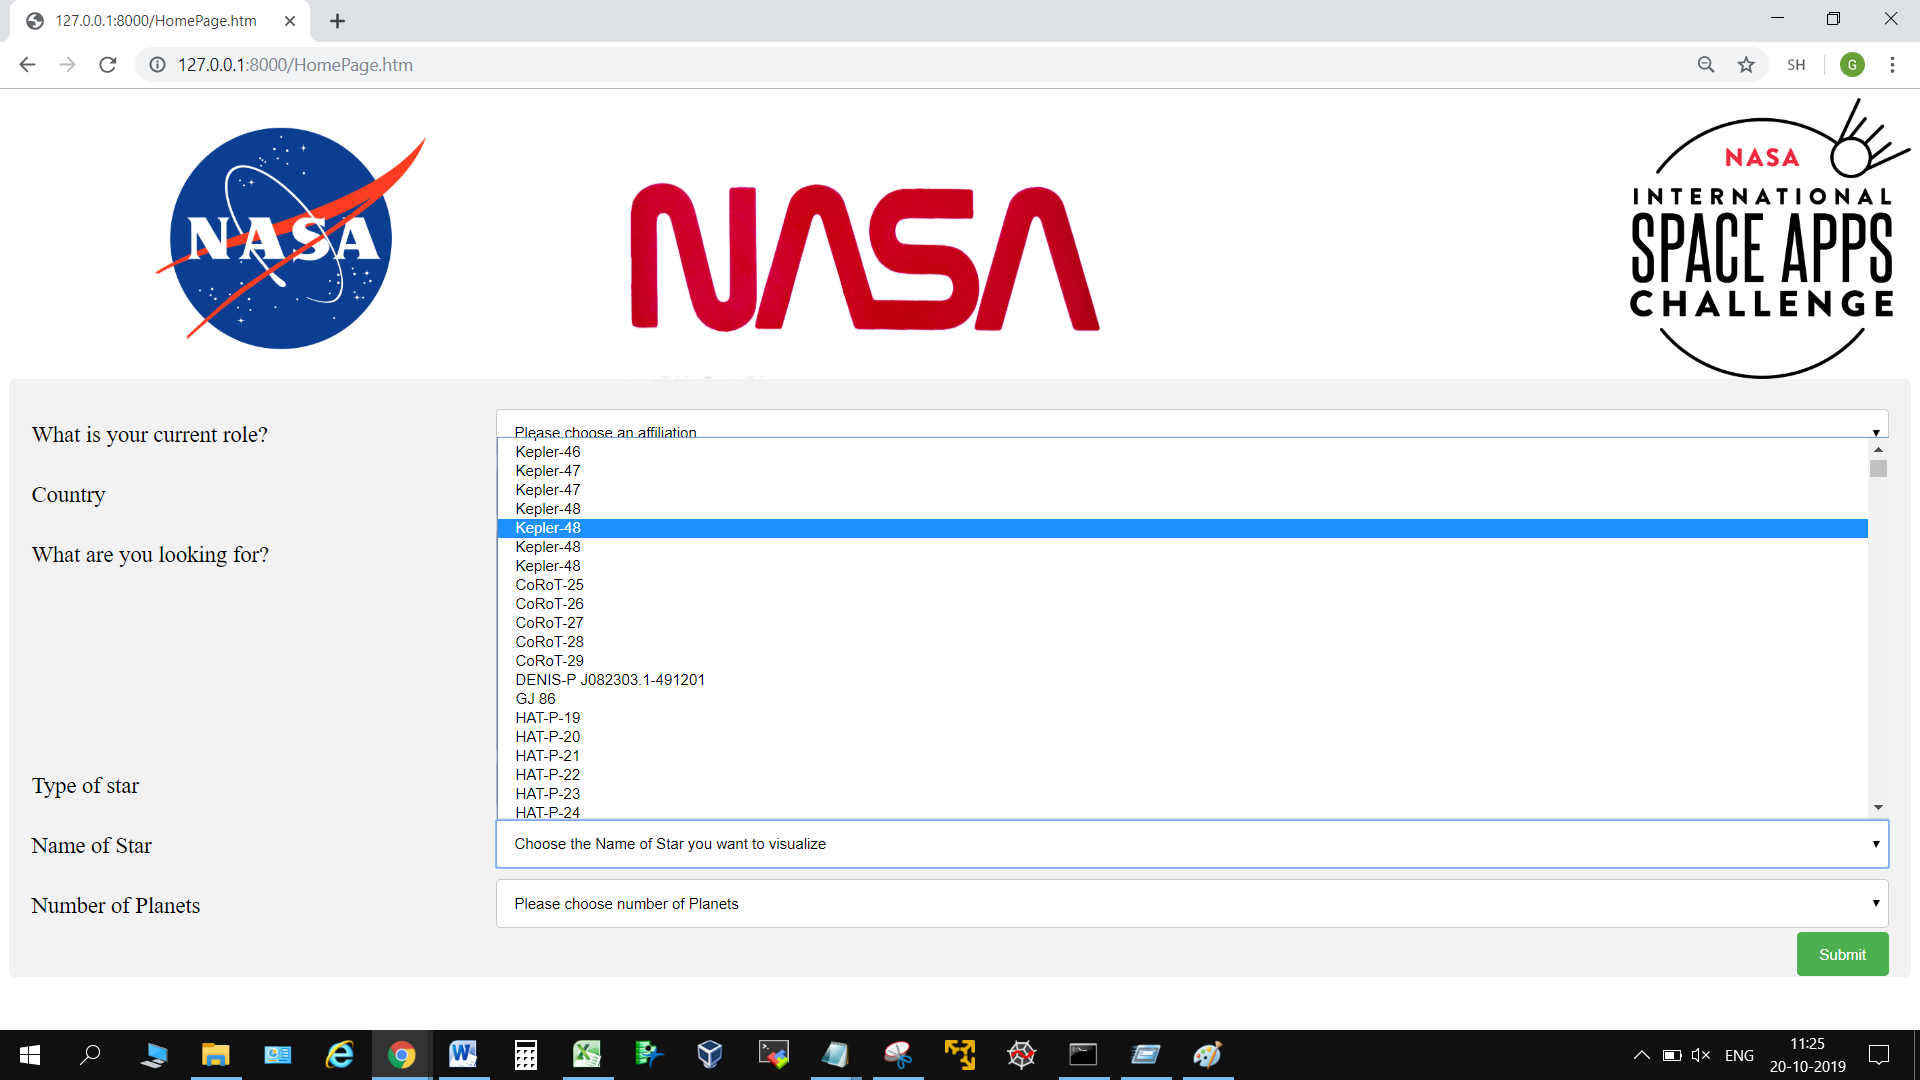 127.0.0.1:8000/HomePage.htm
127.0.0.1:8000/HomePage.htm
SH
G
NASA
NASA
NASA
INTERNATIONAL
SPACE APPS
CHALLENGE
What is your current role?
Please choose an affiliation
Country
What are you looking for?
Kepler-46
Kepler-47
Kepler-47
Kepler-48
Kepler-48
Kepler-48
Kepler-48
CoRoT-25
CoRoT-26
CoRoT-27
CoRoT-28
CoRoT-29
DENIS-P J082303.1-491201
GJ 86
HAT-P-19
HAT-P-20
HAT-P-21
HAT-P-22
HAT-P-23
HAT-P-24
Type of star
Name of Star
Choose the Name of Star you want to visualize
Number of Planets
Please choose number of Planets
Submit
ENG
11:25
20-10-2019